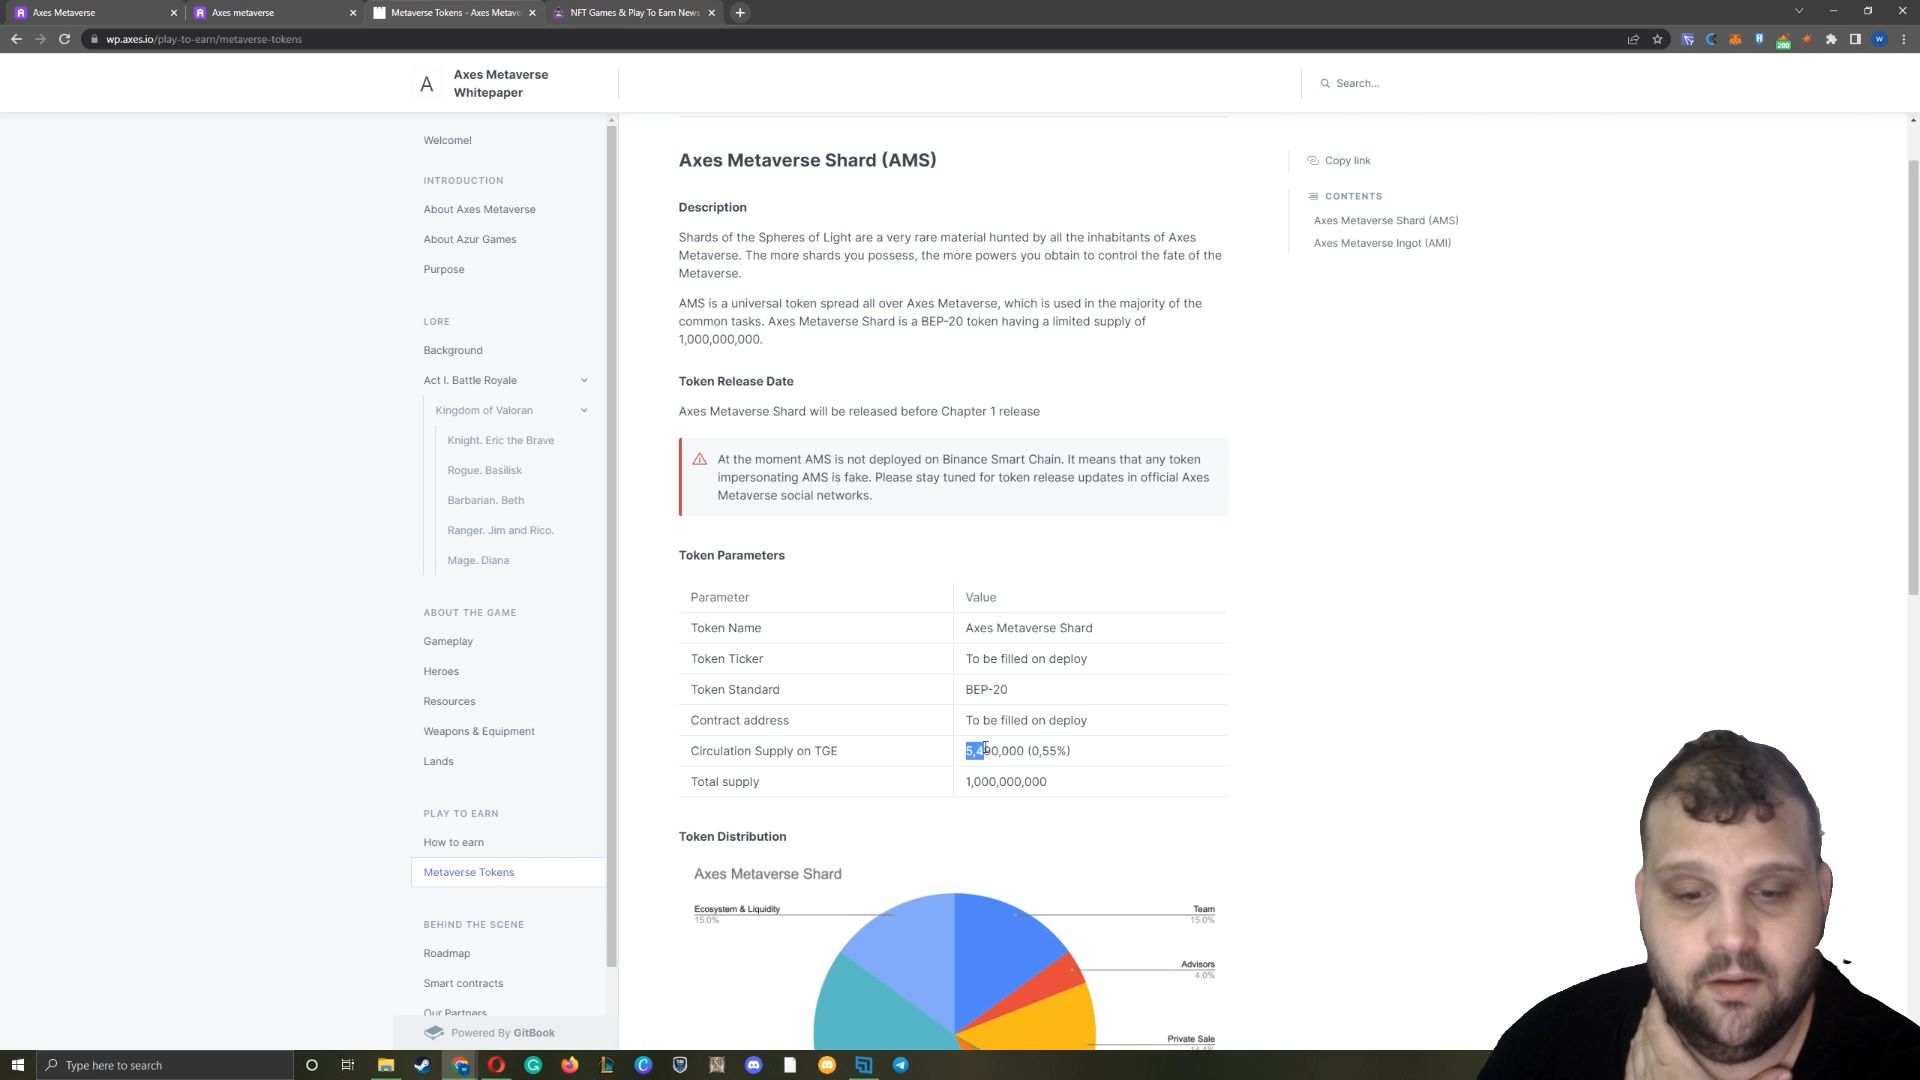 Axes Metaverse
Axes metaverse
Metaverse Tokens - Axes Metave
NFT Games & Play To Earn News
wp.axes.io/play-to-earn/metaverse-tokens
200
W
A
Axes Metaverse
Whitepaper
Search...
Welcome!
INTRODUCTION
About Axes Metaverse
About Azur Games
Purpose
LORE
Background
Act I. Battle Royale
Kingdom of Valoran
Knight. Eric the Brave
Rogue. Basilisk
Barbarian. Beth
Ranger. Jim and Rico.
Mage. Diana
ABOUT THE GAME
Gameplay
Heroes
Resources
Weapons & Equipment
Lands
PLAY TO EARN
How to earn
Metaverse Tokens
BEHIND THE SCENE
Roadmap
Smart contracts
Our Partners
Powered By GitBook
Axes Metaverse Shard (AMS)
Description
Shards of the Spheres of Light are a very rare material hunted by all the inhabitants of Axes
Metaverse. The more shards you possess, the more powers you obtain to control the fate of the
Metaverse.
AMS is a universal token spread all over Axes Metaverse, which is used in the majority of the
common tasks. Axes Metaverse Shard is a BEP-20 token having a limited supply of
1,000,000,000.
Token Release Date
Axes Metaverse Shard will be released before Chapter 1 release
At the moment AMS is not deployed on Binance Smart Chain. It means that any token
impersonating AMS is fake. Please stay tuned for token release updates in official Axes
Metaverse social networks.
Token Parameters
Parameter Value
Token Name Axes Metaverse Shard
Token Ticker To be filled on deploy
Token Standard BEP-20
Contract address To be filled on deploy
Circulation Supply on TGE 5,490,000 (0,55%)
Total supply 1,000,000,000
Token Distribution
Axes Metaverse Shard
Ecosystem & Liquidity
15.0%
Team
15.0%
Advisors
4.0%
Private Sale
14.4%
Copy link
CONTENTS
Axes Metaverse Shard (AMS)
Axes Metaverse Ingot (AMI)
Type here to search